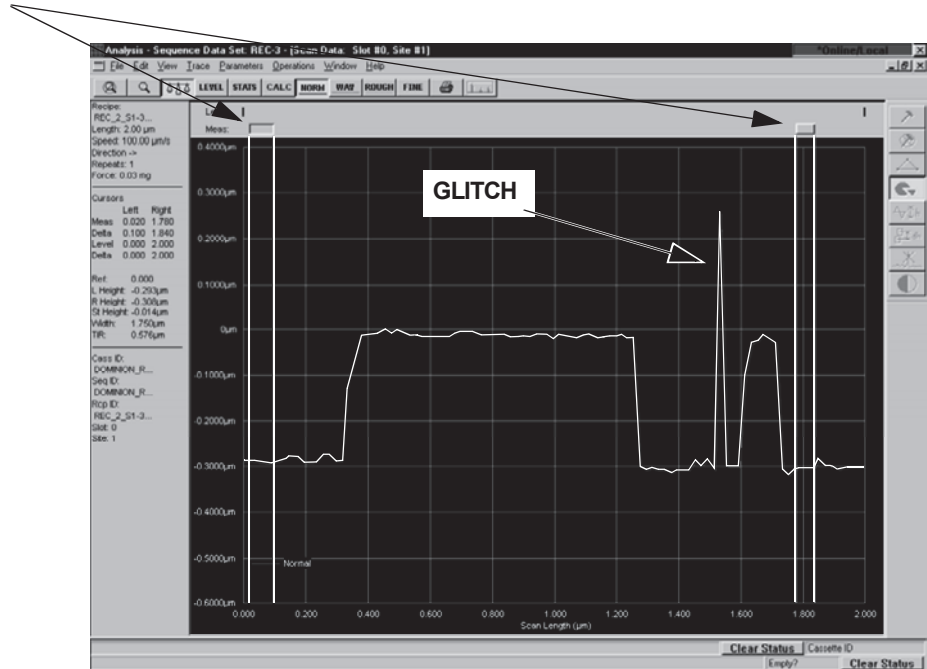 Analysis - Sequence Data Set: REC-3 - [Scan Data: Slot #0, Site #1]
*Online/Local
File Edit View Trace Parameters Operations Window Help
LEVEL STATS CALC NORM WAV ROUGH FINE
Recipe:
REC_2_S1-3...
Length: 2.00 µm
Speed: 100.00 µm/s
Direction ->
Repeats: 1
Force: 0.03 mg
Cursors
Left Right
Meas 0.020 1.780
Delta 0.100 1.840
Level 0.000 2.000
Delta 0.000 2.000
Ref: 0.000
L Height: -0.293µm
R Height: -0.308µm
St Height: -0.014µm
Width: 1.750µm
TIR: 0.576µm
Cass ID:
DOMINION_R...
Seq ID:
DOMINION_R...
Rcp ID:
REC_2_S1-3...
Slot: 0
Site: 1
Meas:
0.4000µm
0.3000µm
0.2000µm
0.1000µm
0µm
-0.1000µm
-0.2000µm
-0.3000µm
-0.4000µm
-0.5000µm
-0.6000µm
GLITCH
Normal
0.000 0.200 0.400 0.600 0.800 1.000 1.200 1.400 1.600 1.800 2.000
Scan Length (µm)
Clear Status Cassette ID
Empty? Clear Status